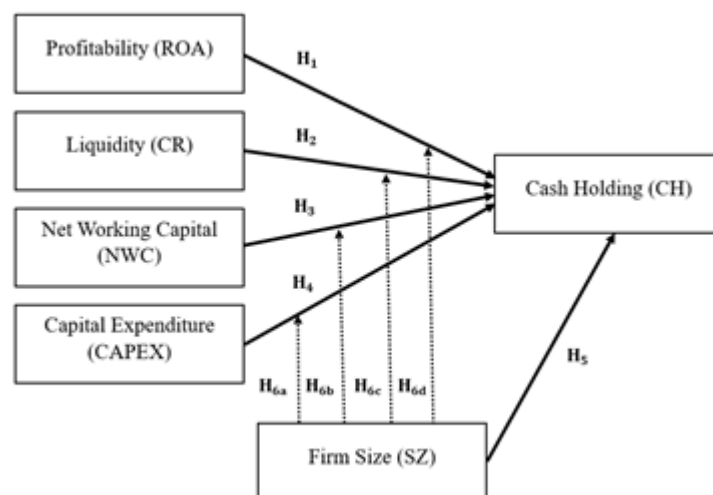 Profitability (ROA)
H₁
Liquidity (CR)
H₂
Cash Holding (CH)
Net Working Capital
(NWC)
H₃
H₄
Capital Expenditure
(CAPEX)
H₅
H₆ₐ H₆b H₆c H₆d
Firm Size (SZ)